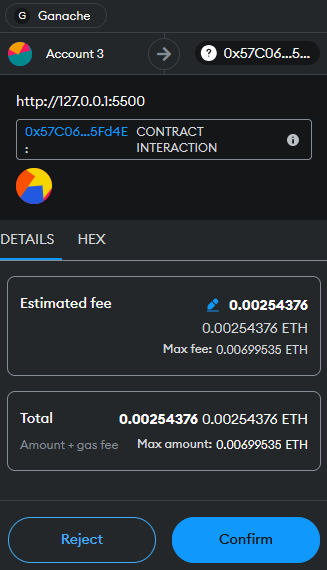 G Ganache
Account 3 ? 0x57C06...5...
http://127.0.0.1:5500
0x57C06...5Fd4E CONTRACT
: INTERACTION
DETAILS HEX
Estimated fee 0.00254376
0.00254376 ETH
Max fee: 0.00699535 ETH
Total 0.00254376 0.00254376 ETH
Amount + gas fee Max amount: 0.00699535 ETH
Reject Confirm